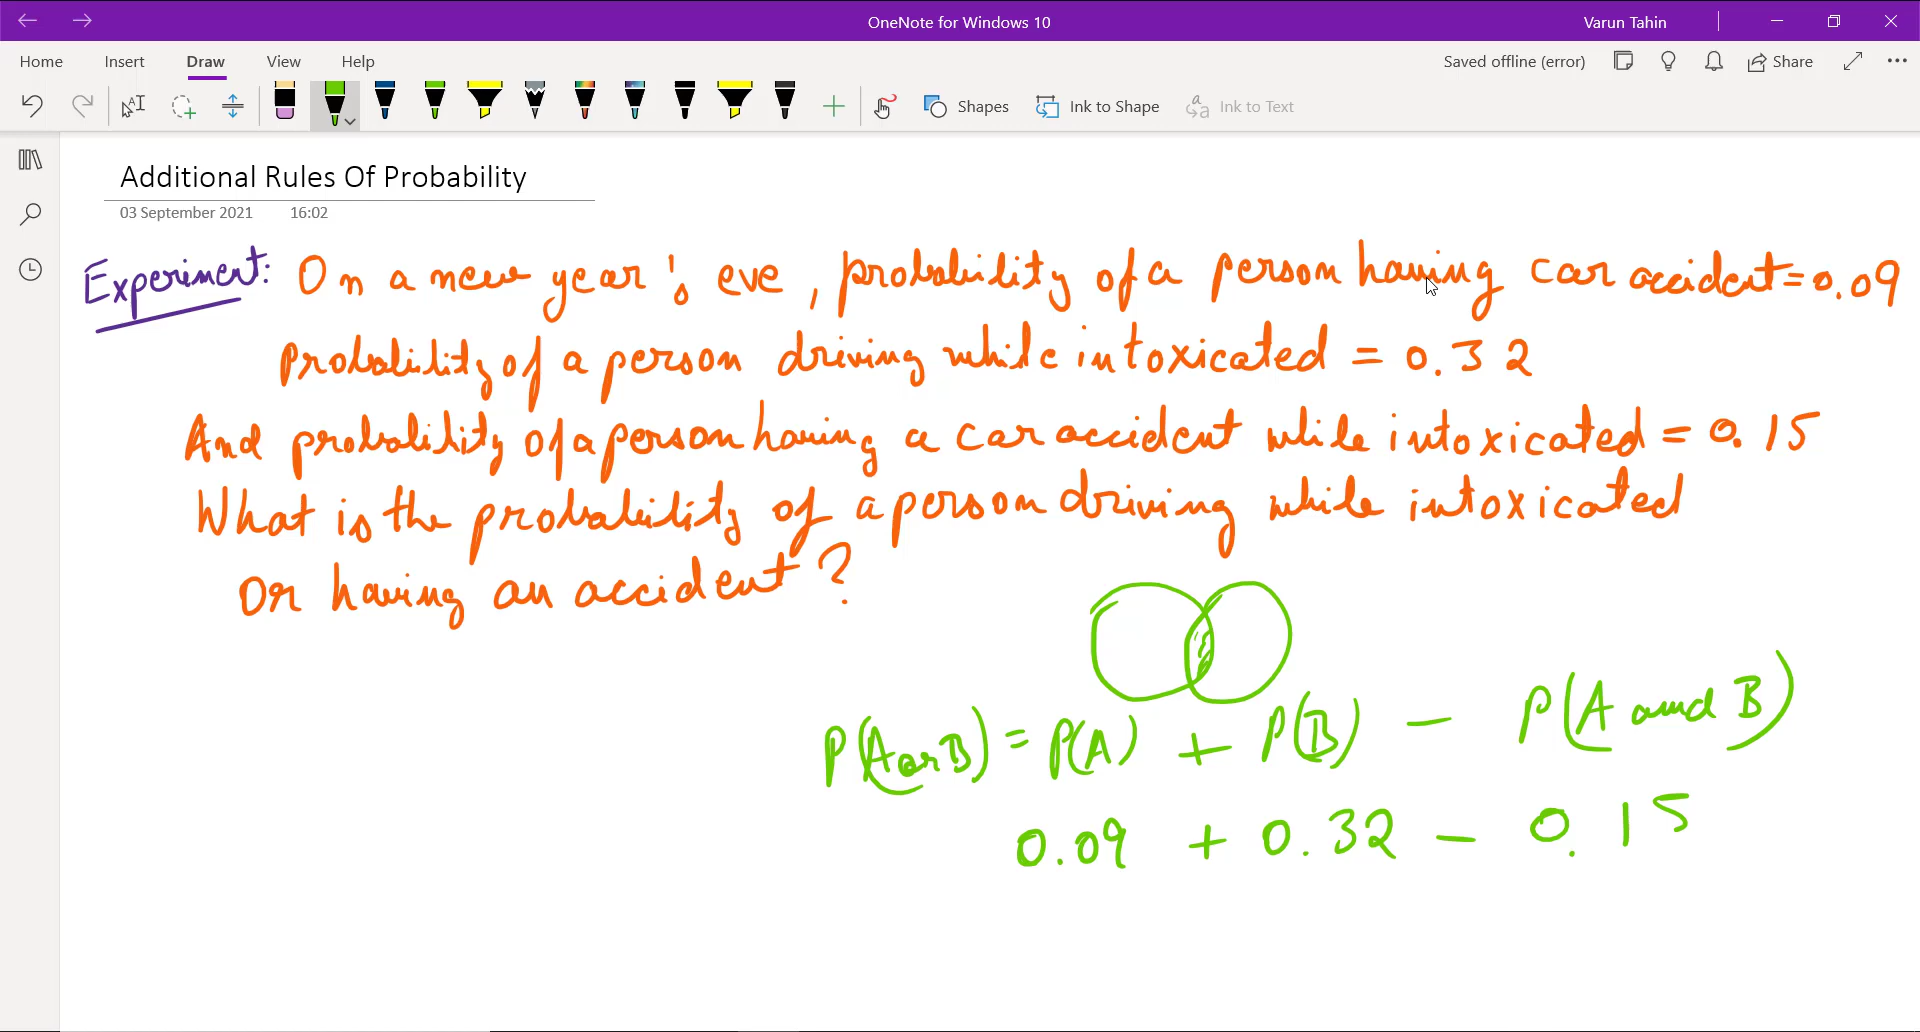 OneNote for Windows 10
Varun Tahin
Home Insert Draw View Help
Saved offline (error) Share
Shapes Ink to Shape Ink to Text
Additional Rules Of Probability
03 September 2021 16:02
Experiment: On a new year's eve, probability of a person having car accident = 0.09
Probability of a person driving while intoxicated = 0.32
And probability of a person having a car accident while intoxicated = 0.15
What is the probability of a person driving while intoxicated
or having an accident?
P(A or B) = P(A) + P(B) - P(A and B)
0.09 + 0.32 - 0.15